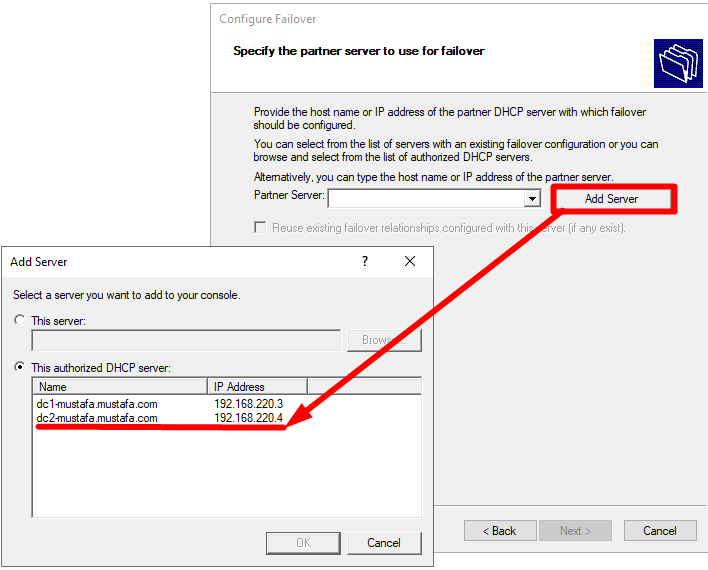 Configure Failover
Specify the partner server to use for failover
Provide the host name or IP address of the partner DHCP server with which failover
should be configured.
You can select from the list of servers with an existing failover configuration or you can
browse and select from the list of authorized DHCP servers.
Alternatively, you can type the host name or IP address of the partner server.
Partner Server:
Add Server
Reuse existing failover relationships configured with this server (if any exist).
Add Server
Select a server you want to add to your console.
This server:
Browse...
This authorized DHCP server:
Name IP Address
dc1-mustafa.mustafa.com 192.168.220.3
dc2-mustafa.mustafa.com 192.168.220.4
OK Cancel
< Back Next > Cancel